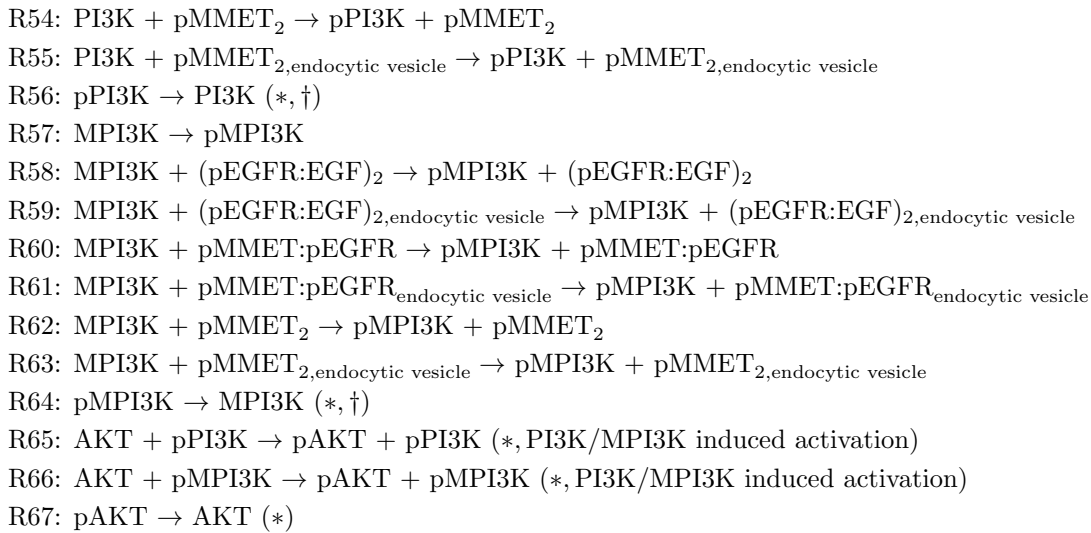 R54: PI3K + pMMET₂ → pPI3K + pMMET₂
R55: PI3K + pMMET₂,endocytic vesicle → pPI3K + pMMET₂,endocytic vesicle
R56: pPI3K → PI3K (∗, †)
R57: MPI3K → pMPI3K
R58: MPI3K + (pEGFR:EGF)₂ → pMPI3K + (pEGFR:EGF)₂
R59: MPI3K + (pEGFR:EGF)₂,endocytic vesicle → pMPI3K + (pEGFR:EGF)₂,endocytic vesicle
R60: MPI3K + pMMET:pEGFR → pMPI3K + pMMET:pEGFR
R61: MPI3K + pMMET:pEGFRendocytic vesicle → pMPI3K + pMMET:pEGFRendocytic vesicle
R62: MPI3K + pMMET₂ → pMPI3K + pMMET₂
R63: MPI3K + pMMET₂,endocytic vesicle → pMPI3K + pMMET₂,endocytic vesicle
R64: pMPI3K → MPI3K (∗, †)
R65: AKT + pPI3K → pAKT + pPI3K (∗, PI3K/MPI3K induced activation)
R66: AKT + pMPI3K → pAKT + pMPI3K (∗, PI3K/MPI3K induced activation)
R67: pAKT → AKT (∗)